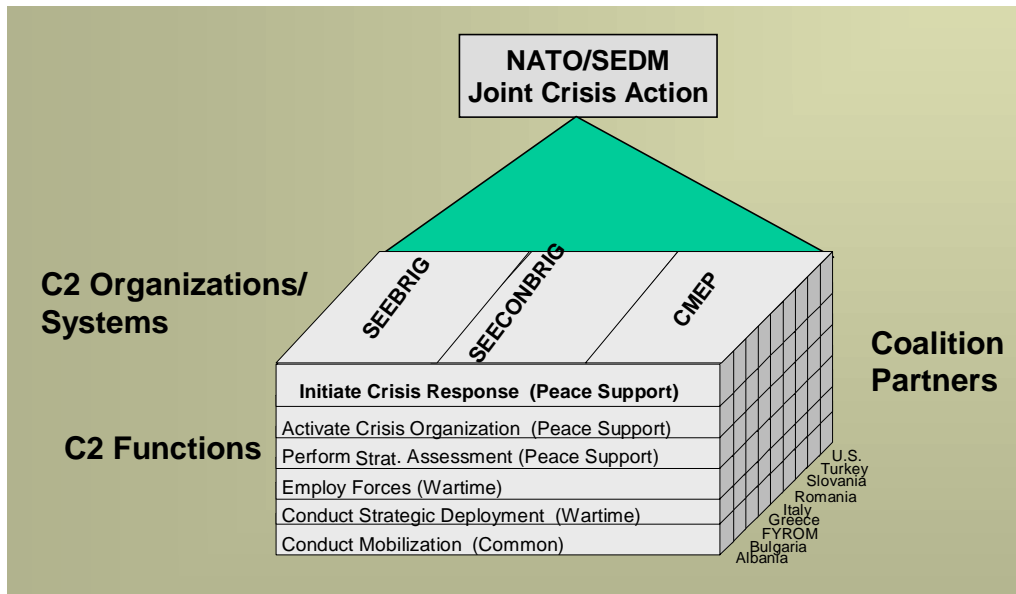 NATO/SEDM
Joint Crisis Action
C2 Organizations/
Systems
SEEBRIG
SEECONBRIG
CMEP
Coalition
Partners
C2 Functions
Initiate Crisis Response (Peace Support)
Activate Crisis Organization (Peace Support)
Perform Strat. Assessment (Peace Support)
Employ Forces (Wartime)
Conduct Strategic Deployment (Wartime)
Conduct Mobilization (Common)
U.S.
Turkey
Slovania
Romania
Italy
Greece
FYROM
Bulgaria
Albania